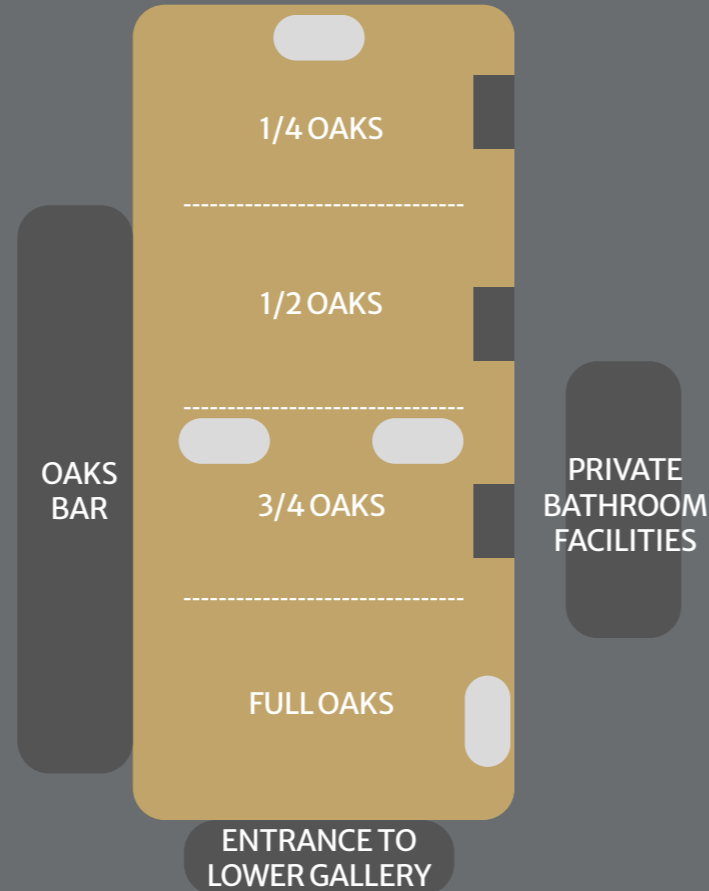 1/4 OAKS
1/2 OAKS
OAKS
BAR
3/4 OAKS
PRIVATE
BATHROOM
FACILITIES
FULL OAKS
ENTRANCE TO
LOWER GALLERY